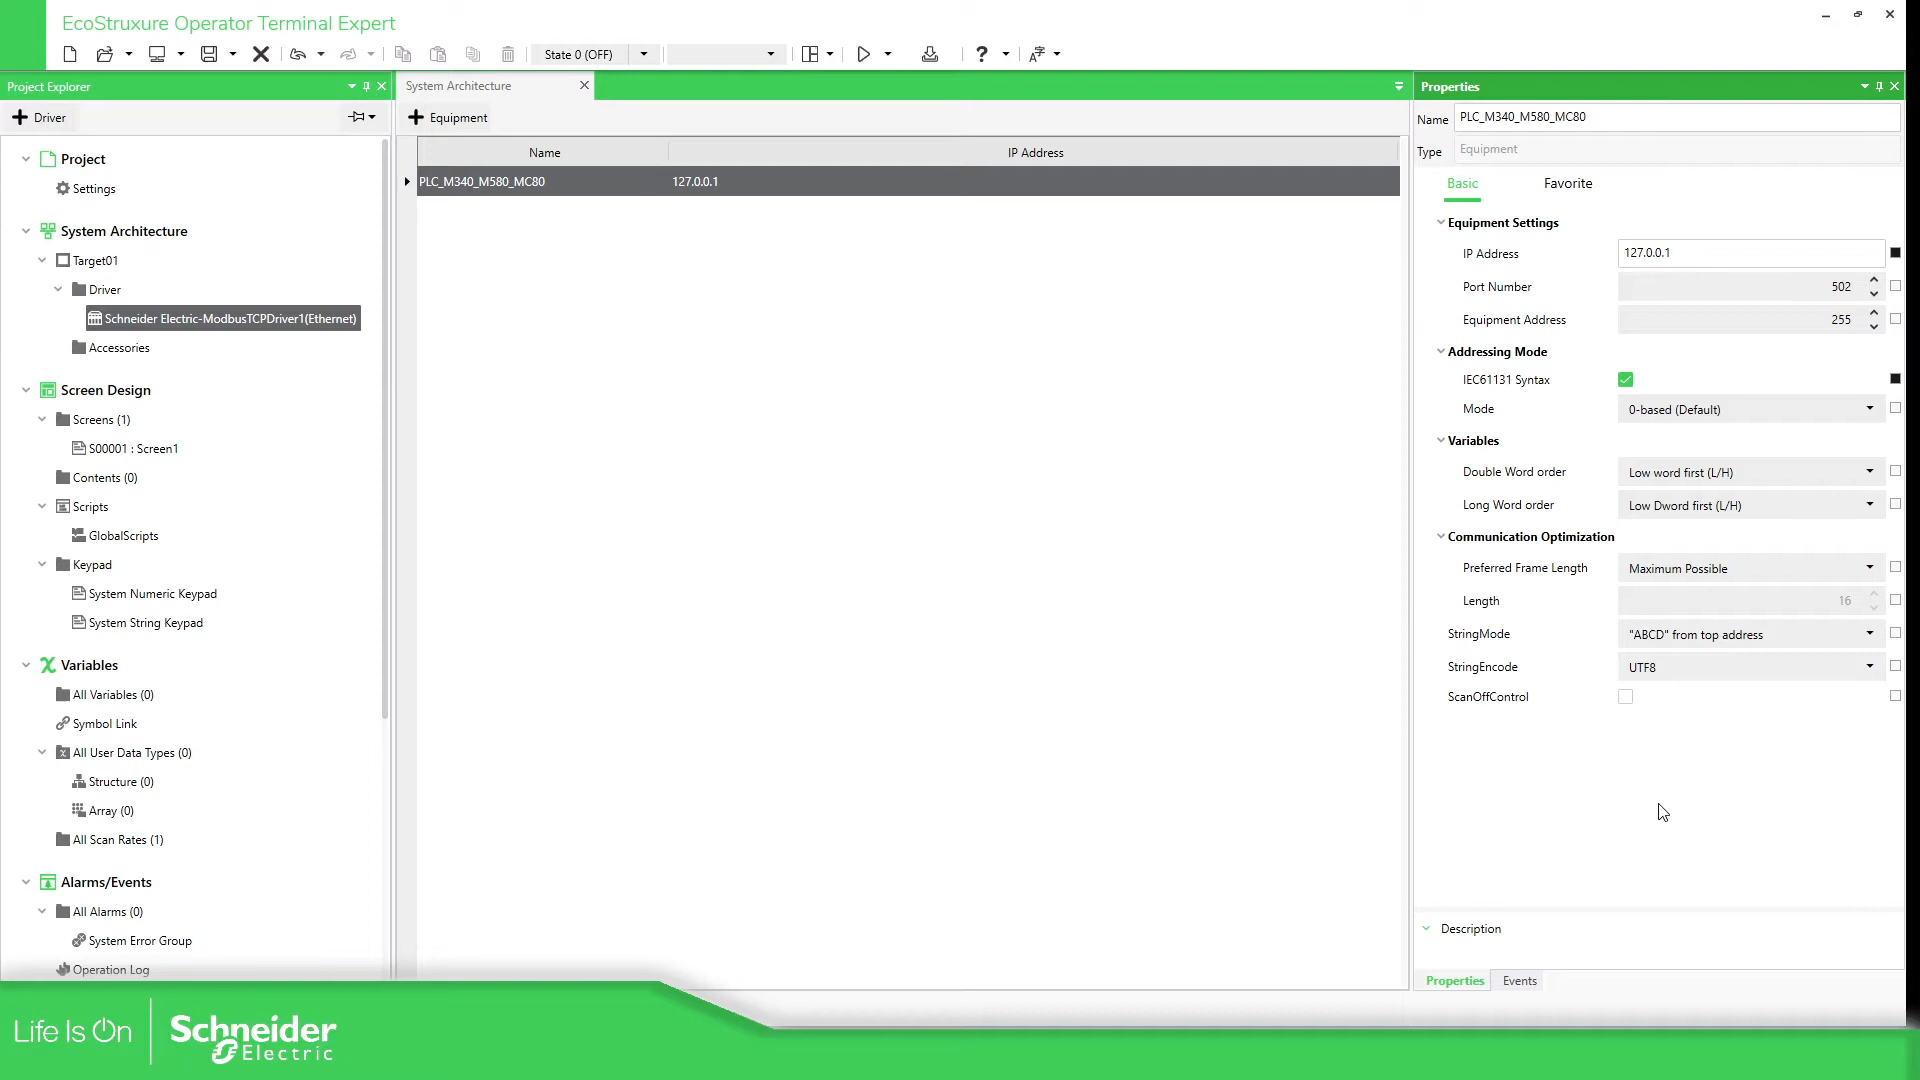 EcoStruxure Operator Terminal Expert
State 0 (OFF)
Project Explorer
System Architecture
Properties
Driver
Equipment
Name
PLC_M340_M580_MC80
Type
Equipment
Name
IP Address
PLC_M340_M580_MC80
127.0.0.1
Project
Settings
System Architecture
Target01
Driver
Schneider Electric-ModbusTCPDriver1(Ethernet)
Accessories
Screen Design
Screens (1)
S00001 : Screen1
Contents (0)
Scripts
GlobalScripts
Keypad
System Numeric Keypad
System String Keypad
Variables
All Variables (0)
Symbol Link
All User Data Types (0)
Structure (0)
Array (0)
All Scan Rates (1)
Alarms/Events
All Alarms (0)
System Error Group
Operation Log
Basic
Favorite
Equipment Settings
IP Address
127.0.0.1
Port Number
502
Equipment Address
255
Addressing Mode
IEC61131 Syntax
Mode
0-based (Default)
Variables
Double Word order
Low word first (L/H)
Long Word order
Low Dword first (L/H)
Communication Optimization
Preferred Frame Length
Maximum Possible
Length
16
StringMode
"ABCD" from top address
StringEncode
UTF8
ScanOffControl
Description
Properties
Events
Life Is On
Schneider
Electric